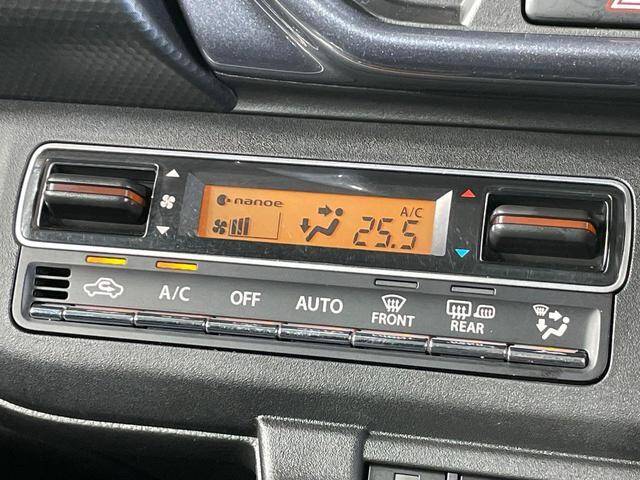 nanoe
A/C
25.5
A/C
OFF
AUTO
FRONT
REAR